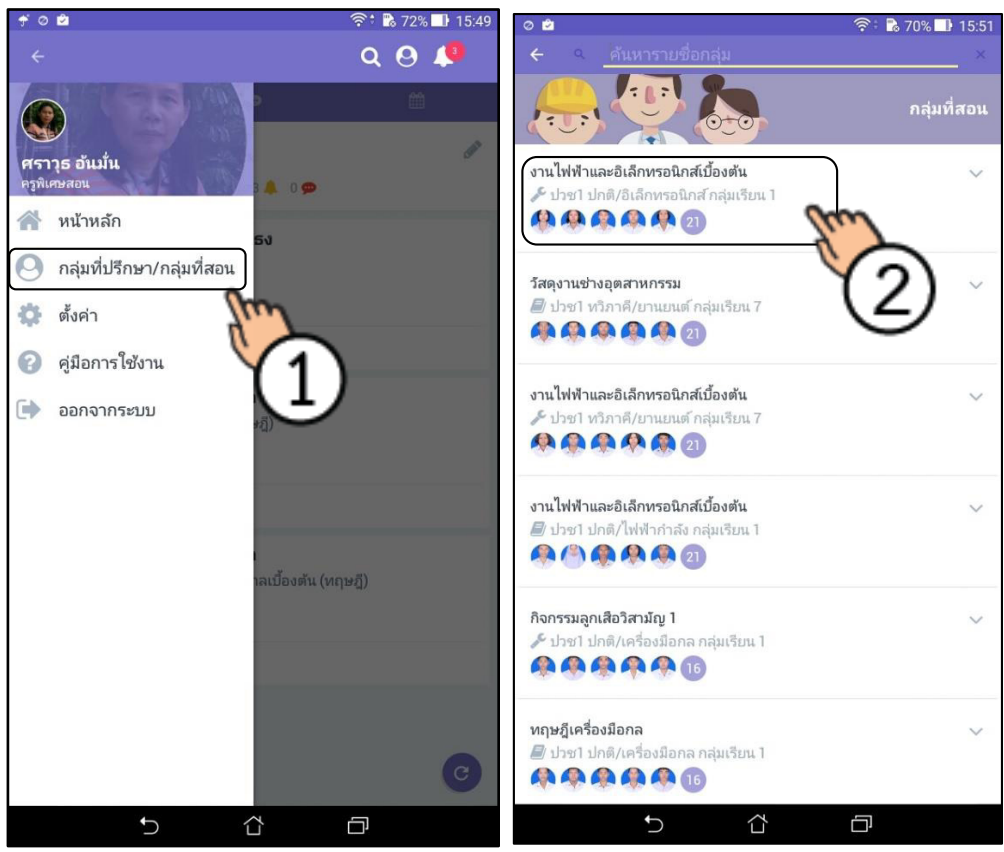 72% 15:49
3
ศราวุธ อ้นมั่น
ครูพิเศษสอน
3 0
หน้าหลัก
รง
กลุ่มที่ปรึกษา/กลุ่มที่สอน
ตั้งค่า
1
คู่มือการใช้งาน
ออกจากระบบ
ษฎี)
าลเบื้องต้น (ทฤษฎี)
70% 15:51
ค้นหารายชื่อกลุ่ม
กลุ่มที่สอน
งานไฟฟ้าและอิเล็กทรอนิกส์เบื้องต้น
ปวช1 ปกติ/อิเล็กทรอนิกส์ กลุ่มเรียน 1
21
2
วัสดุงานช่างอุตสาหกรรม
ปวช1 ทวิภาคี/ยานยนต์ กลุ่มเรียน 7
21
งานไฟฟ้าและอิเล็กทรอนิกส์เบื้องต้น
ปวช1 ทวิภาคี/ยานยนต์ กลุ่มเรียน 7
21
งานไฟฟ้าและอิเล็กทรอนิกส์เบื้องต้น
ปวช1 ปกติ/ไฟฟ้ากำลัง กลุ่มเรียน 1
21
กิจกรรมลูกเสือวิสามัญ 1
ปวช1 ปกติ/เครื่องมือกล กลุ่มเรียน 1
16
ทฤษฎีเครื่องมือกล
ปวช1 ปกติ/เครื่องมือกล กลุ่มเรียน 1
16